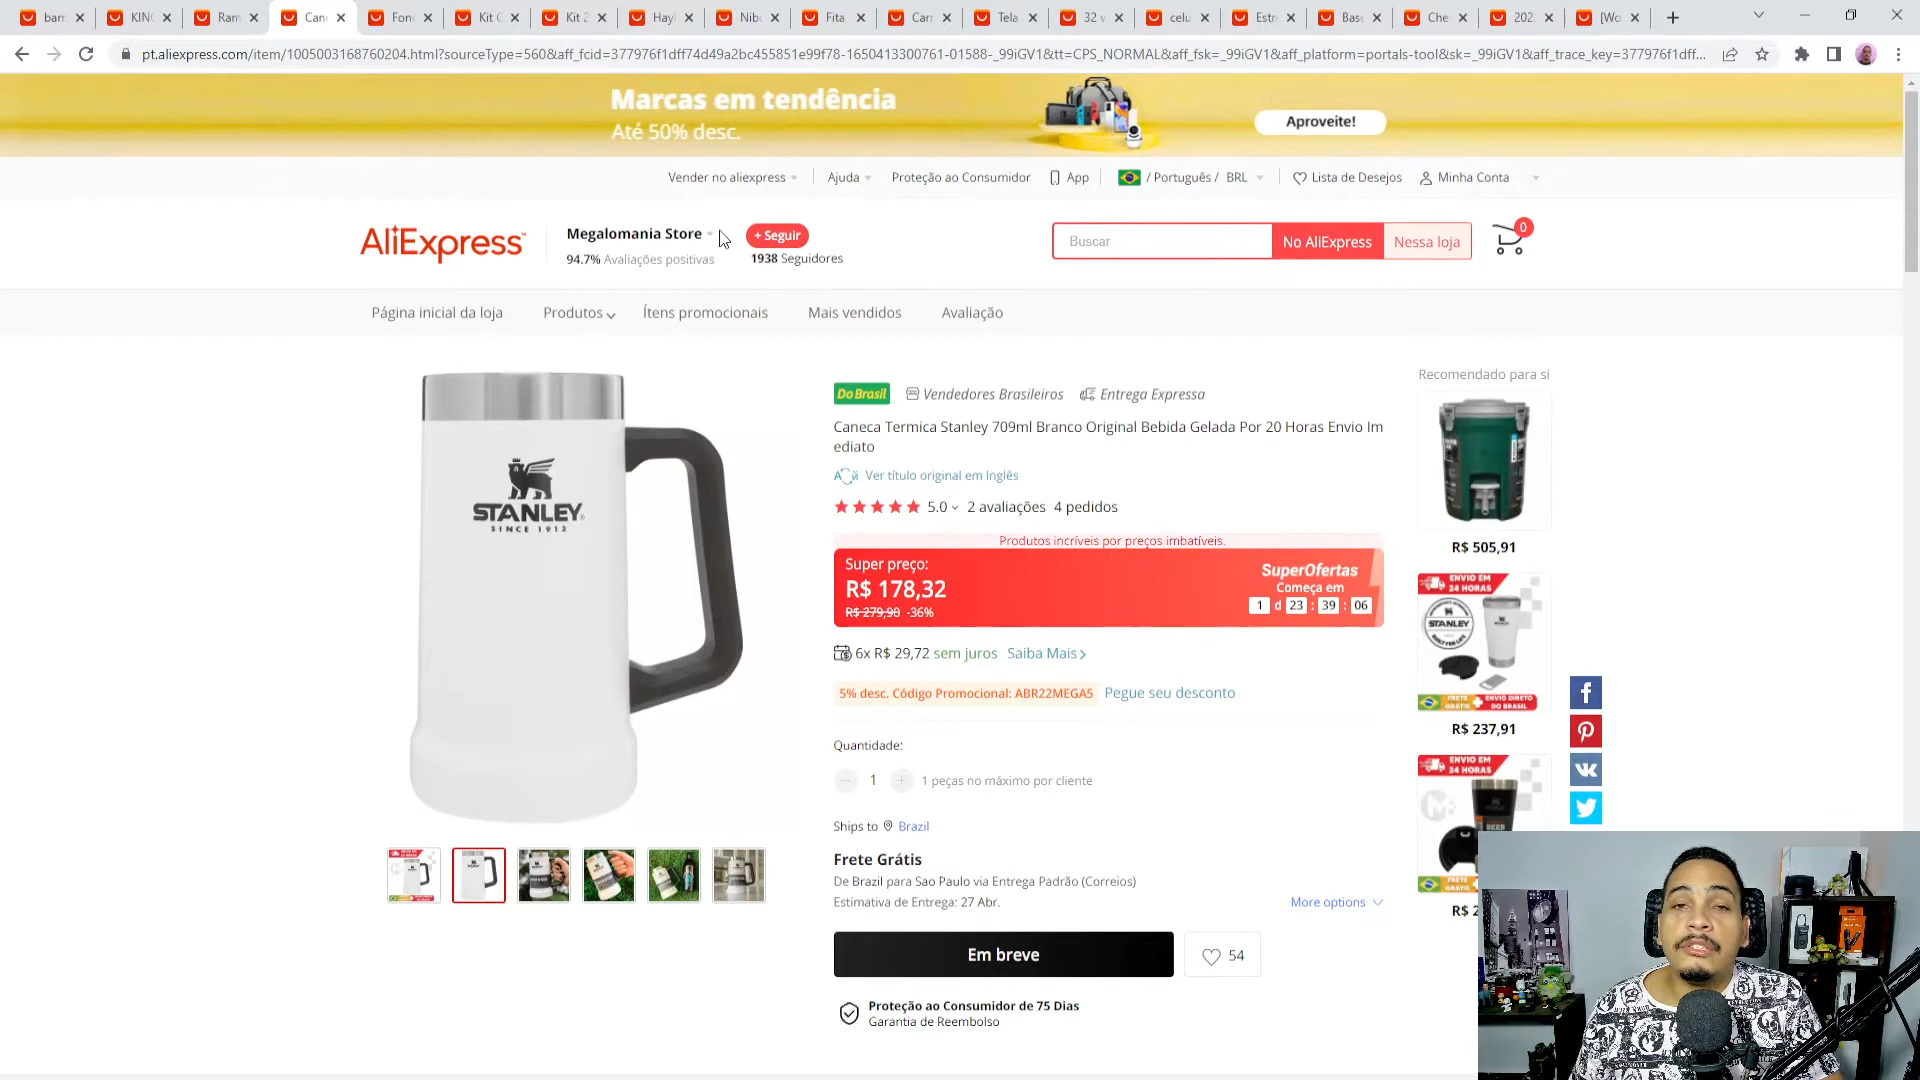 barr
KIN
Ram
Can
Fon
Kit C
Kit 2
Hayl
Nib
Fita
Carr
Tela
32 v
celu
Estr
Base
Che
202
[Wo
pt.aliexpress.com/item/1005003168760204.html?sourceType=560&aff_fcid=377976f1dff74d49a2bc455851e99f78-1650413300761-01588-_99iGV1&tt=CPS_NORMAL&aff_fsk=_99iGV1&aff_platform=portals-tool&sk=_99iGV1&aff_trace_key=377976f1dff...
Marcas em tendência
Até 50% desc.
Aproveite!
Vender no aliexpress
Ajuda
Proteção ao Consumidor
App
/ Português / BRL
Lista de Desejos
Minha Conta
AliExpress
Megalomania Store
94.7% Avaliações positivas
+ Seguir
1938 Seguidores
Buscar
No AliExpress
Nessa loja
0
Página inicial da loja
Produtos
Ítens promocionais
Mais vendidos
Avaliação
STANLEY
SINCE 1913
Do Brasil
Vendedores Brasileiros
Entrega Expressa
Caneca Termica Stanley 709ml Branco Original Bebida Gelada Por 20 Horas Envio Im
ediato
Ver título original em Inglês
5.0
2 avaliações
4 pedidos
Produtos incríveis por preços imbatíveis.
Super preço:
R$ 178,32
R$ 279,90 -36%
SuperOfertas
Começa em
1 d 23 : 39 : 06
6x R$ 29,72 sem juros Saiba Mais
5% desc. Código Promocional: ABR22MEGA5
Pegue seu desconto
Quantidade:
1
1 peças no máximo por cliente
Ships to Brazil
Frete Grátis
De Brazil para Sao Paulo via Entrega Padrão (Correios)
Estimativa de Entrega: 27 Abr.
More options
Em breve
54
Proteção ao Consumidor de 75 Dias
Garantia de Reembolso
Recomendado para si
R$ 505,91
ENVIO EM
24 HORAS
STANLEY
FRETE GRÁTIS
ENVIO DIRETO DO BRASIL
R$ 237,91
ENVIO EM
24 HORAS
R$ 2